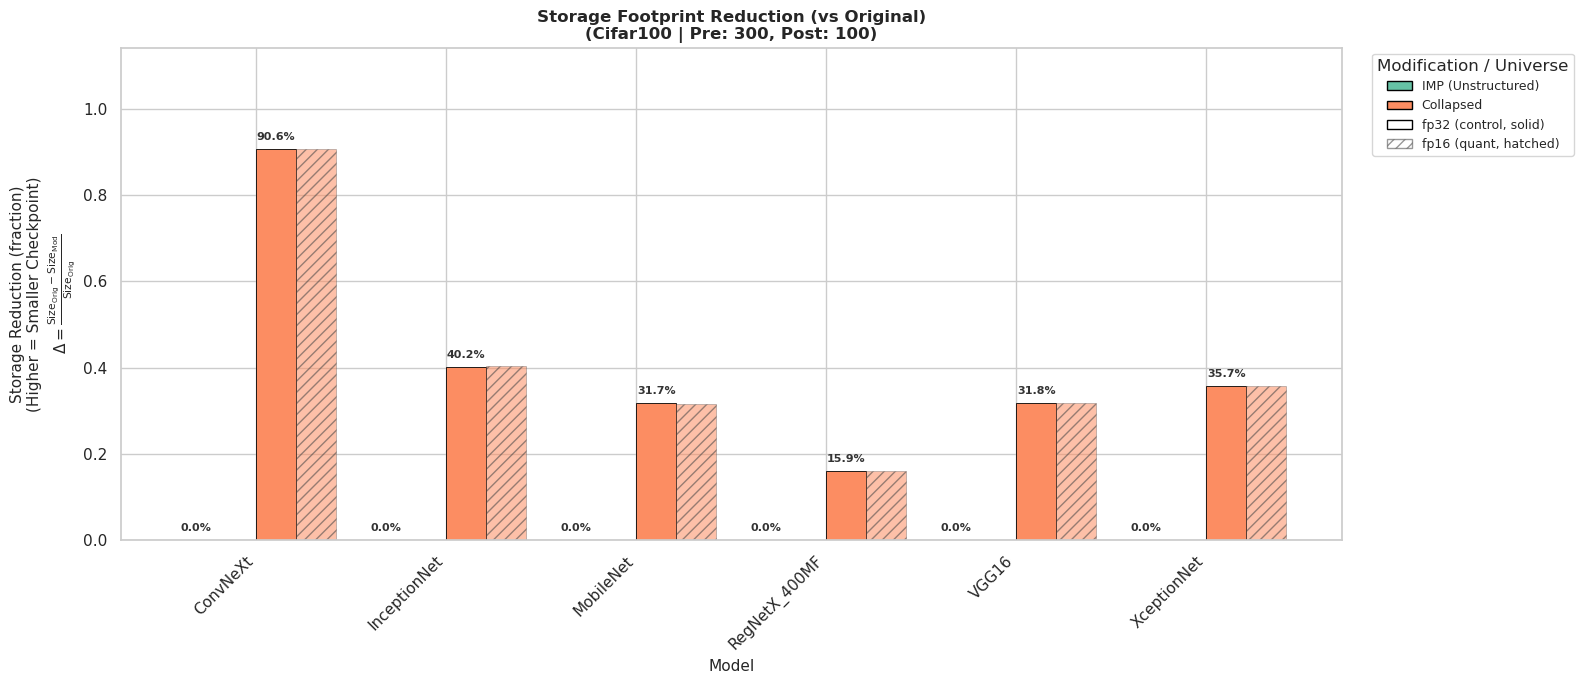 Storage Footprint Reduction (vs Original)
(Cifar100 | Pre: 300, Post: 100)
Storage Reduction (fraction)
(Higher = Smaller Checkpoint)
Δ = (Size_Orig − Size_Mod) / Size_Orig
1.0
0.8
0.6
0.4
0.2
0.0
0.0%
90.6%
0.0%
40.2%
0.0%
31.7%
0.0%
15.9%
0.0%
31.8%
0.0%
35.7%
ConvNeXt
InceptionNet
MobileNet
RegNetX_400MF
VGG16
XceptionNet
Model
Modification / Universe
IMP (Unstructured)
Collapsed
fp32 (control, solid)
fp16 (quant, hatched)